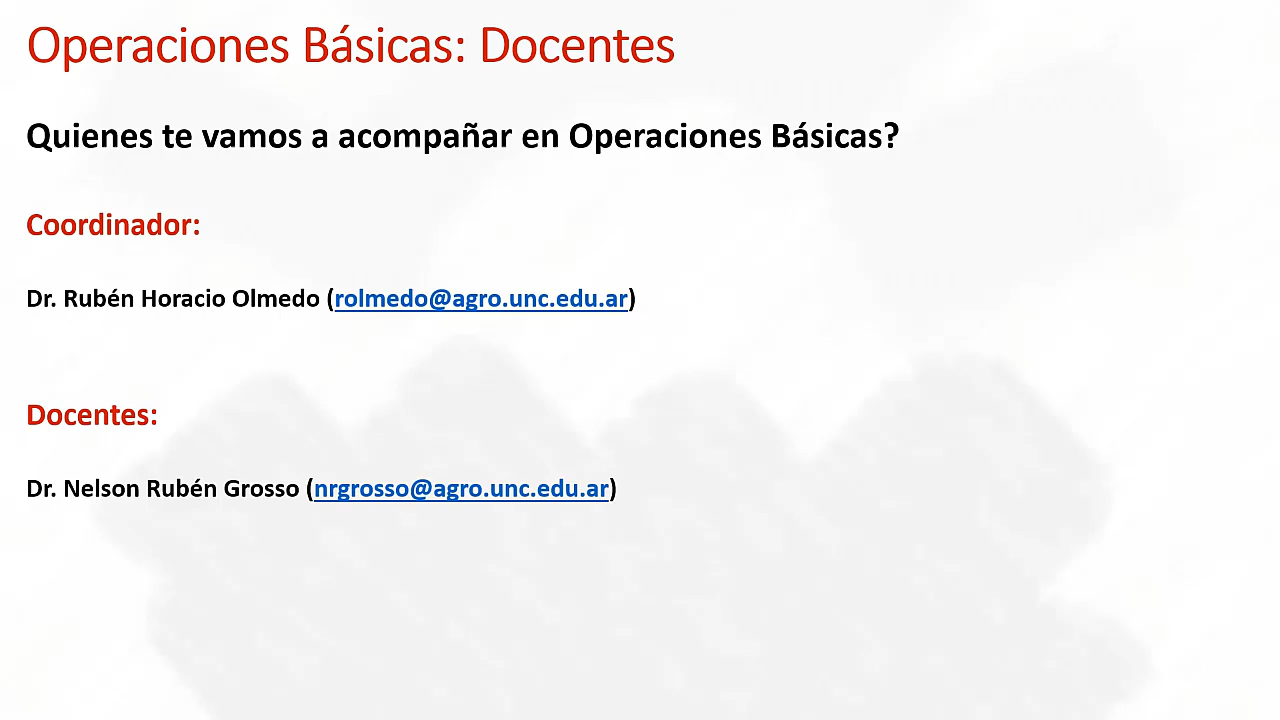 Operaciones Básicas: Docentes
Quienes te vamos a acompañar en Operaciones Básicas?
Coordinador:
Dr. Rubén Horacio Olmedo (rolmedo@agro.unc.edu.ar)
Docentes:
Dr. Nelson Rubén Grosso (nrgrosso@agro.unc.edu.ar)